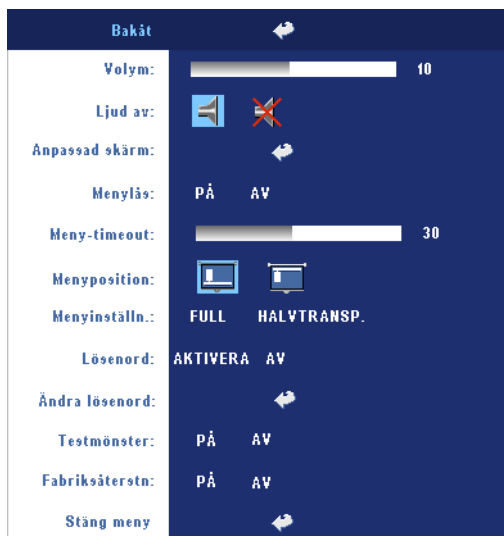 Bakåt
Volym: 10
Ljud av:
Anpassad skärm:
Menylås: PÅ AV
Meny-timeout: 30
Menyposition:
Menyinställn.: FULL HALVTRANSP.
Lösenord: AKTIVERA AV
Ändra lösenord:
Testmönster: PÅ AV
Fabriksåterstn: PÅ AV
Stäng meny